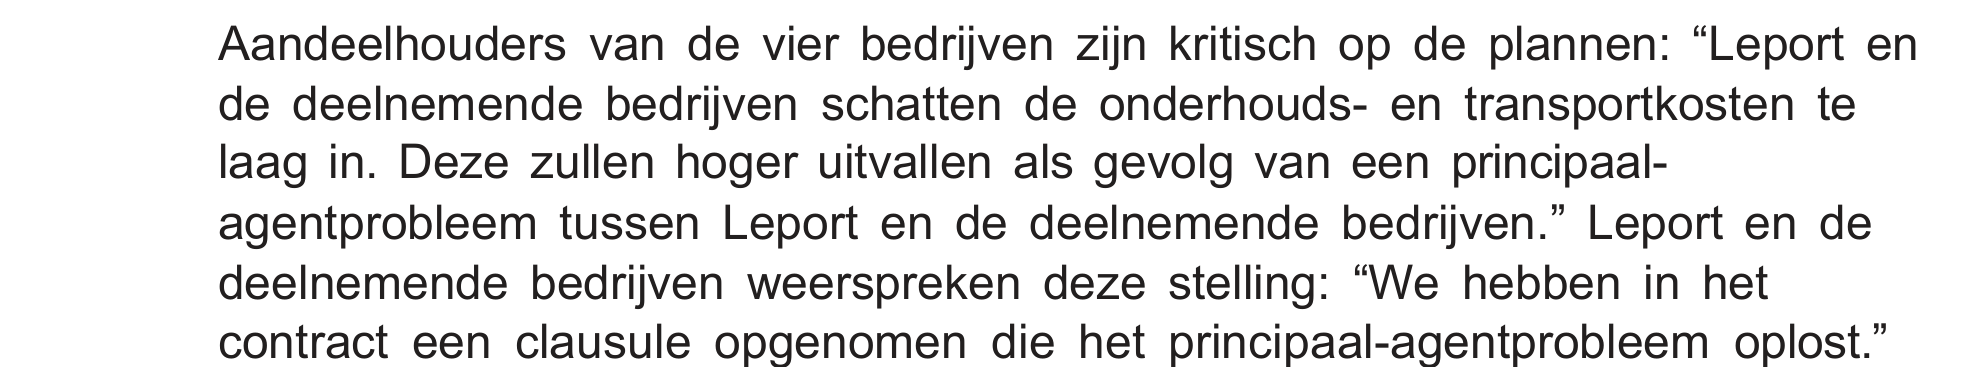 Aandeelhouders van de vier bedrijven zijn kritisch op de plannen: “Leport en
de deelnemende bedrijven schatten de onderhouds- en transportkosten te
laag in. Deze zullen hoger uitvallen als gevolg van een principaal-
agentprobleem tussen Leport en de deelnemende bedrijven.” Leport en de
deelnemende bedrijven weerspreken deze stelling: “We hebben in het
contract een clausule opgenomen die het principaal-agentprobleem oplost.”